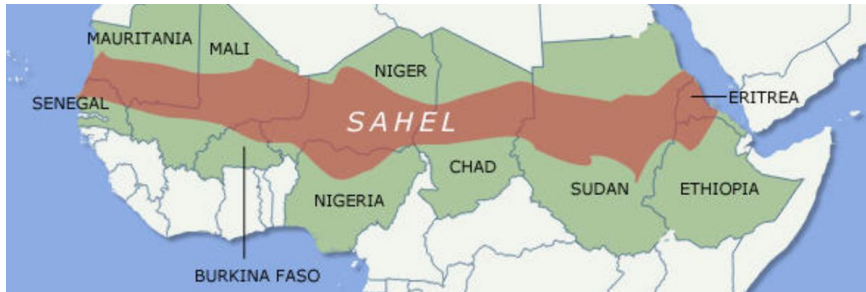 MAURITANIA
MALI
NIGER
ERITREA
SENEGAL
SAHEL
CHAD
SUDAN
ETHIOPIA
NIGERIA
BURKINA FASO